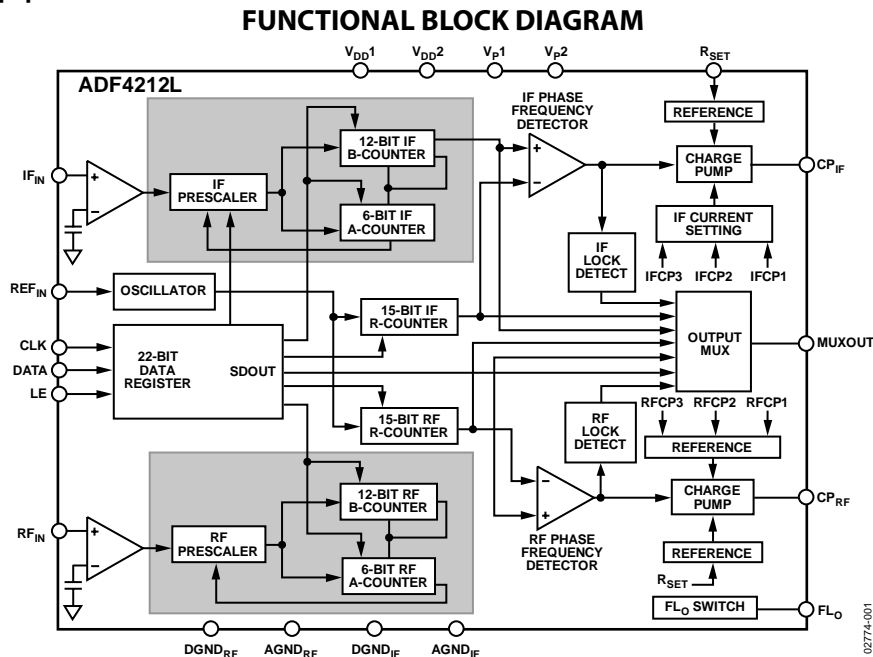 FUNCTIONAL BLOCK DIAGRAM
VDD1 VDD2 VP1 VP2 RSET
ADF4212L
IF PHASE
FREQUENCY
DETECTOR
REFERENCE
12-BIT IF
B-COUNTER
+
−
CHARGE
PUMP
CPIF
IFIN
+
−
IF
PRESCALER
6-BIT IF
A-COUNTER
IF CURRENT
SETTING
IF
LOCK
DETECT
IFCP3 IFCP2 IFCP1
REFIN
OSCILLATOR
15-BIT IF
R-COUNTER
OUTPUT
MUX
MUXOUT
CLK
DATA
LE
22-BIT
DATA
REGISTER
SDOUT
RFCP3 RFCP2 RFCP1
15-BIT RF
R-COUNTER
RF
LOCK
DETECT
REFERENCE
12-BIT RF
B-COUNTER
−
+
CHARGE
PUMP
CPRF
RFIN
+
−
RF
PRESCALER
6-BIT RF
A-COUNTER
RF PHASE
FREQUENCY
DETECTOR
REFERENCE
RSET
FLO SWITCH
FLO
DGNDRF AGNDRF DGNDIF AGNDIF
02774-001